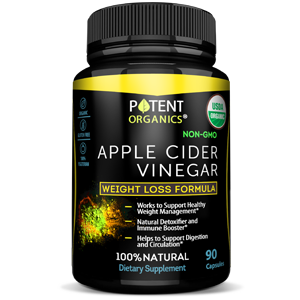 POTENT
ORGANICS®
USDA
ORGANIC
NON-GMO
APPLE CIDER
VINEGAR
WEIGHT LOSS FORMULA
- Works to Support Healthy
Weight Management*
- Natural Detoxifier and
Immune Booster*
- Helps to Support Digestion
and Circulation*
100% NATURAL
Dietary Supplement
90
Capsules